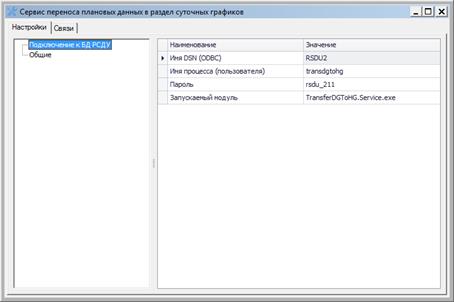 Сервис переноса плановых данных в раздел суточных графиков
Настройки Связи
Подключение к БД РСДУ
Общие
Наименование Значение
Имя DSN (ODBC) RSDU2
Имя процесса (пользователя) transdgtohg
Пароль rsdu_211
Запускаемый модуль TransferDGToHG.Service.exe